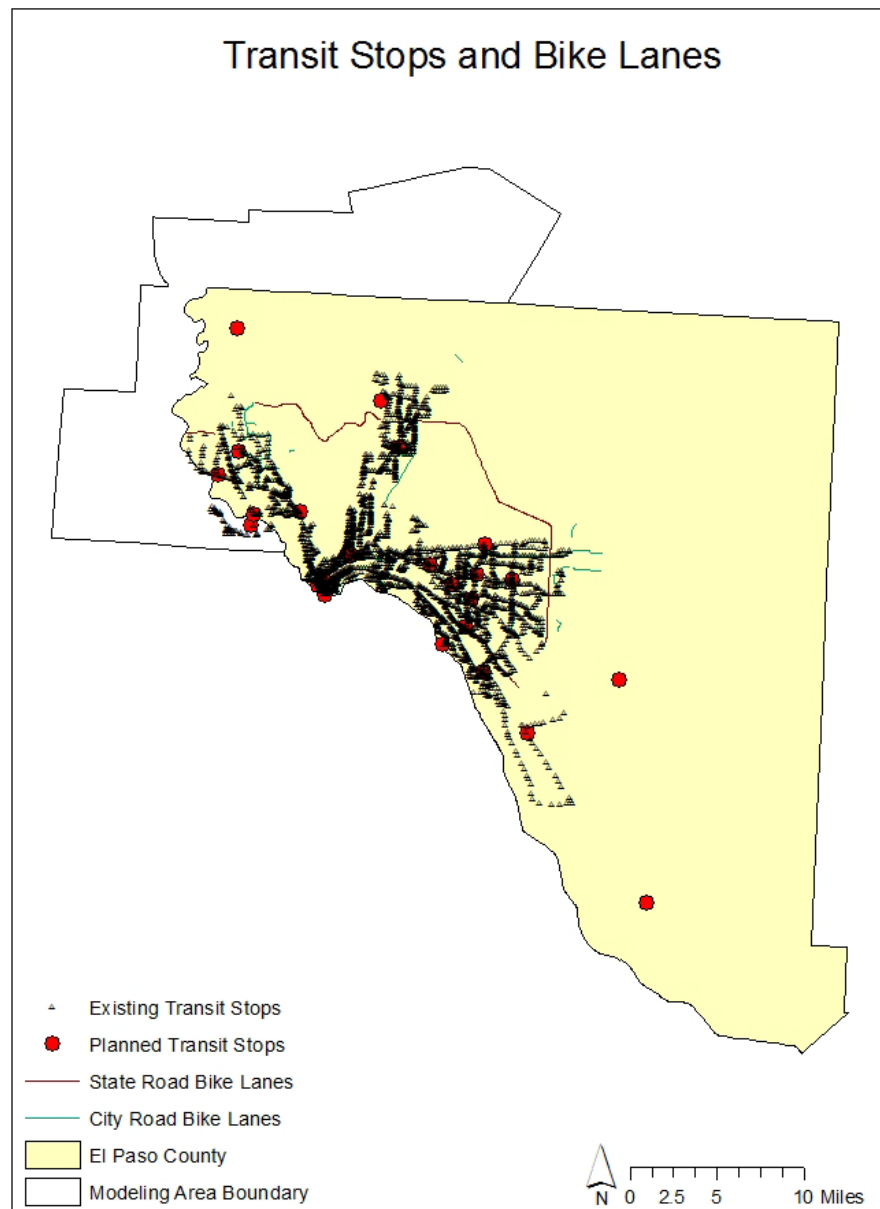 Transit Stops and Bike Lanes
Existing Transit Stops
Planned Transit Stops
State Road Bike Lanes
City Road Bike Lanes
El Paso County
Modeling Area Boundary
N
0 2.5 5 10 Miles